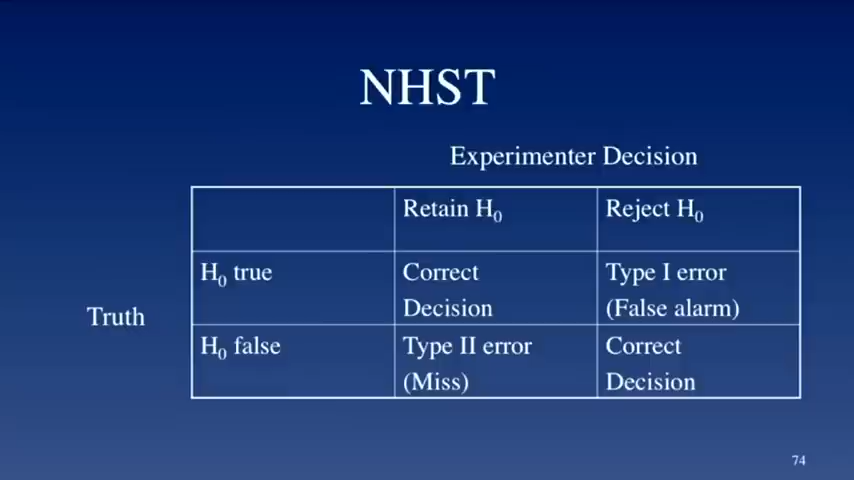 NHST
Experimenter Decision
Retain H₀
Reject H₀
H₀ true
Correct
Decision
Type I error
(False alarm)
Truth
H₀ false
Type II error
(Miss)
Correct
Decision
74